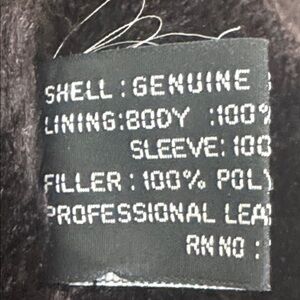 SHELL : GENUINE
LINING:BODY :100%
SLEEVE: 100
FILLER : 100% POLY
PROFESSIONAL LEA
RN NO :